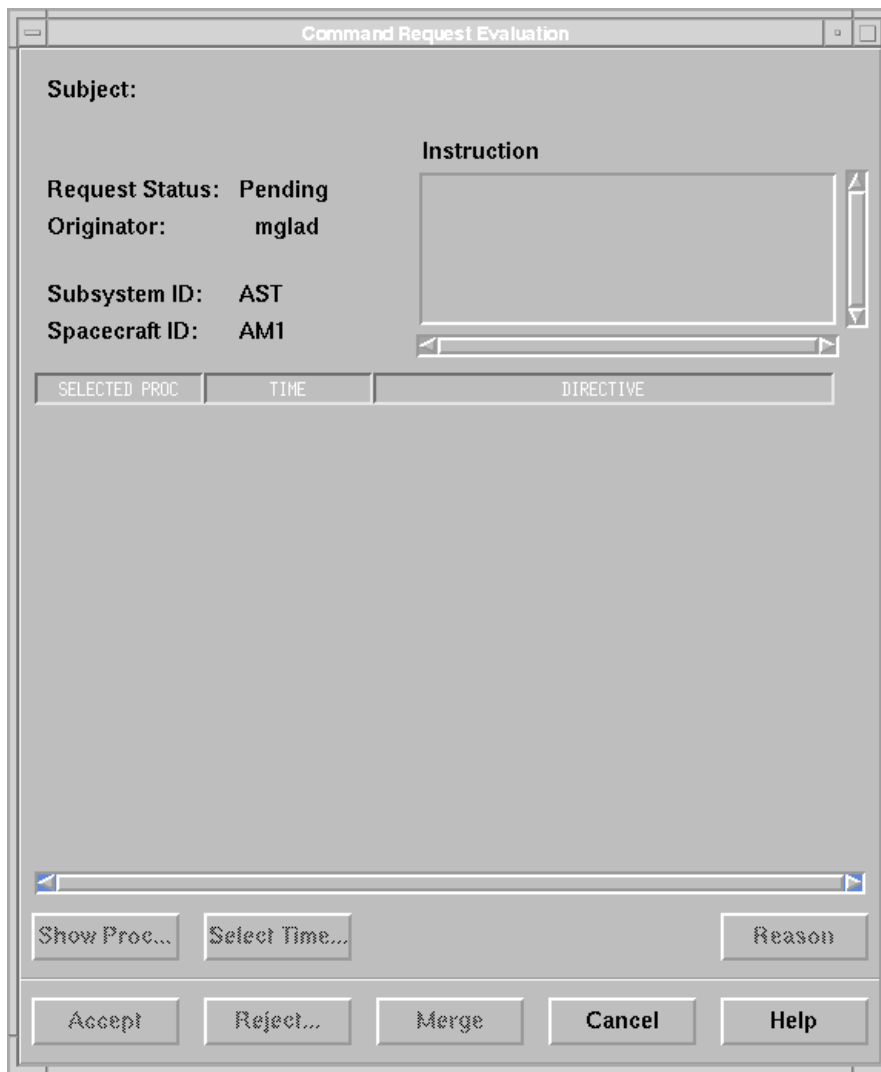 Command Request Evaluation
Subject:
Instruction
Request Status: Pending
Originator: mglad
Subsystem ID: AST
Spacecraft ID: AM1
SELECTED PROC TIME DIRECTIVE
Show Proc... Select Time... Reason
Accept Reject... Merge Cancel Help